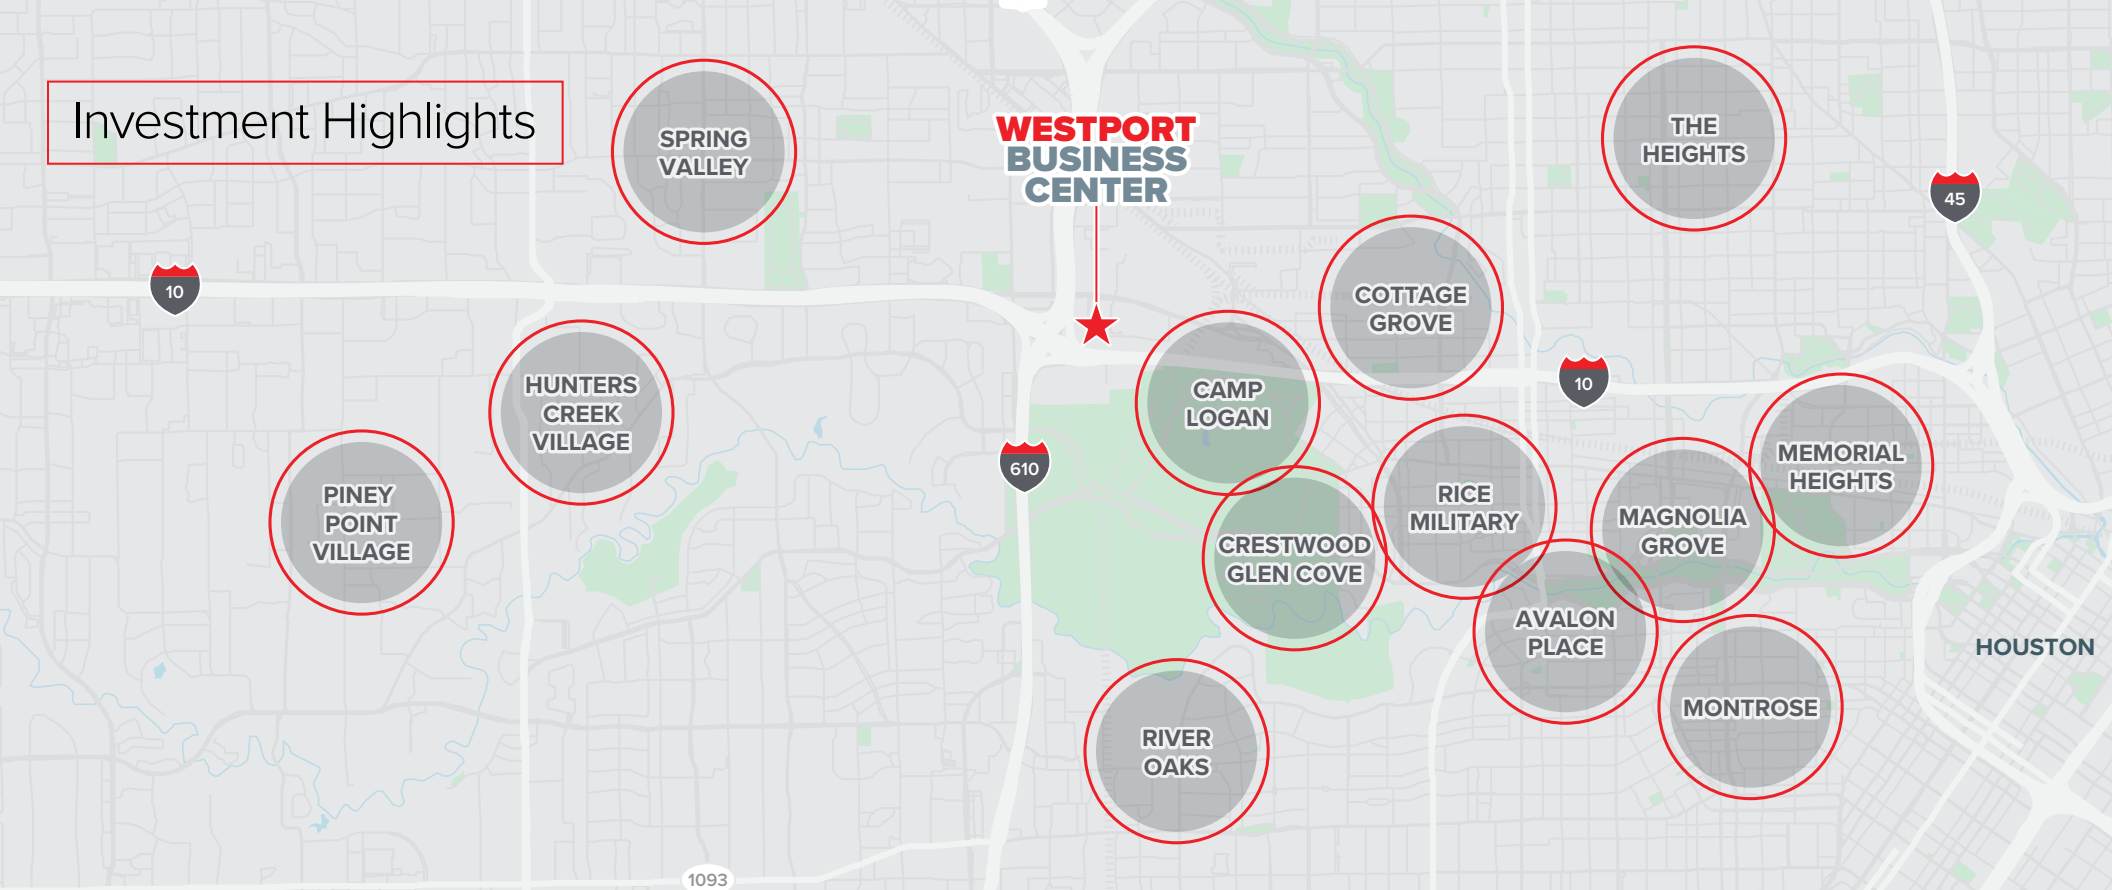 Investment Highlights
SPRING
VALLEY
WESTPORT
BUSINESS
CENTER
THE
HEIGHTS
45
10
COTTAGE
GROVE
HUNTERS
CREEK
VILLAGE
CAMP
LOGAN
10
610
PINEY
POINT
VILLAGE
CRESTWOOD
GLEN COVE
RICE
MILITARY
MAGNOLIA
GROVE
MEMORIAL
HEIGHTS
AVALON
PLACE
HOUSTON
RIVER
OAKS
MONTROSE
1093